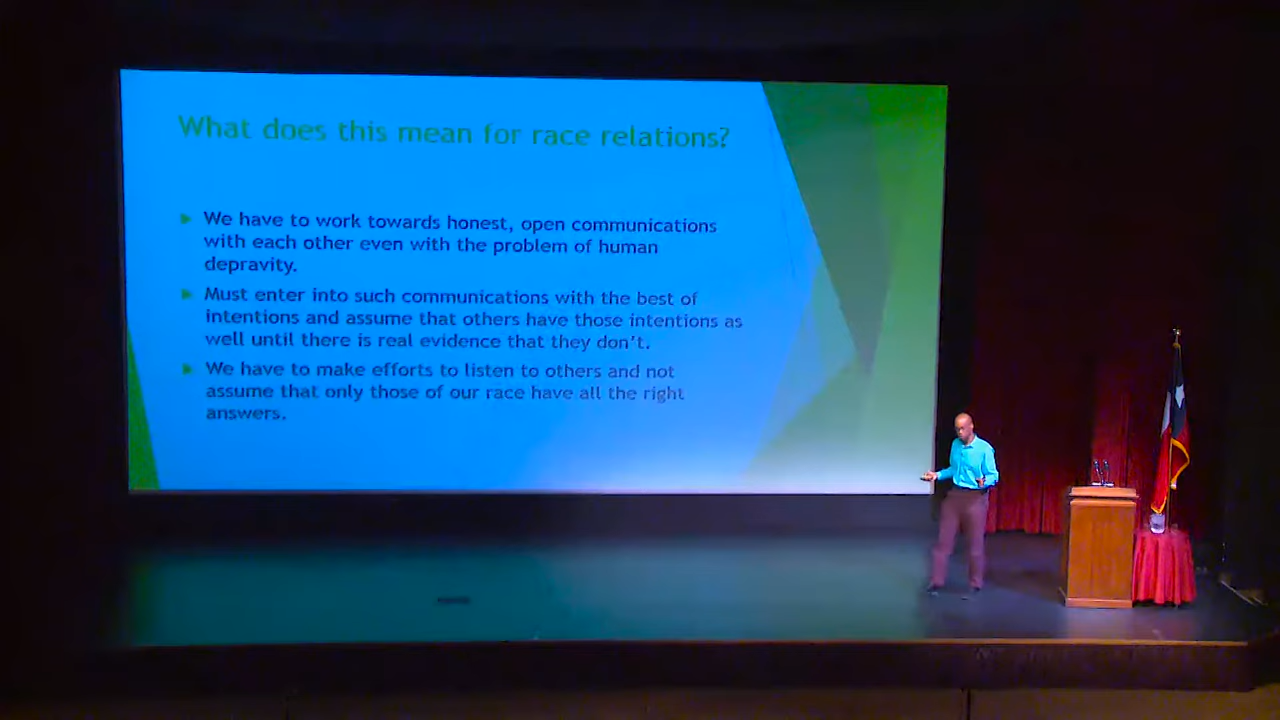 What does this mean for race relations?
We have to work towards honest, open communications
with each other even with the problem of human
depravity.
Must enter into such communications with the best of
intentions and assume that others have those intentions as
well until there is real evidence that they don't.
We have to make efforts to listen to others and not
assume that only those of our race have all the right
answers.